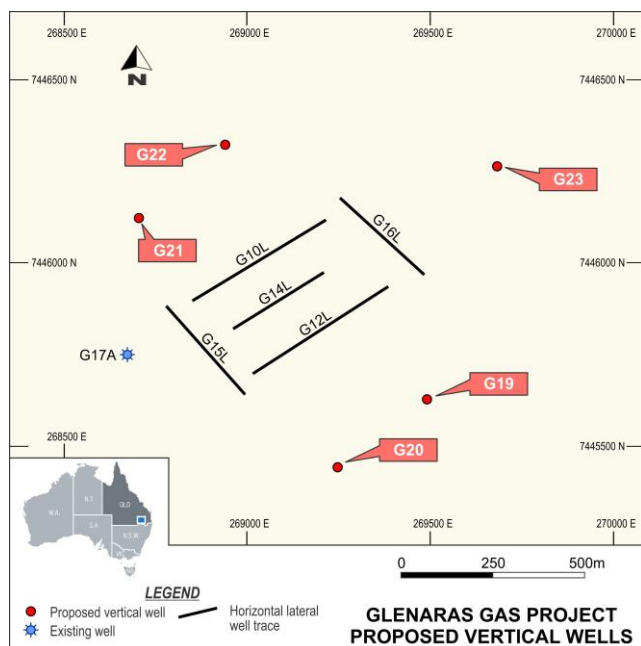 268500 E
269000 E
269500 E
270000 E
7446500 N
7446500 N
N
G22
G23
G21
G16L
G10L
7446000 N
7446000 N
G14L
G12L
G15L
G17A
G19
G20
268500 E
7445500 N
269000 E
269500 E
270000 E
W.A.
N.T.
QLD
S.A.
N.S.W.
0 250 500m
LEGEND
Proposed vertical well
Existing well
Horizontal lateral
well trace
GLENARAS GAS PROJECT
PROPOSED VERTICAL WELLS